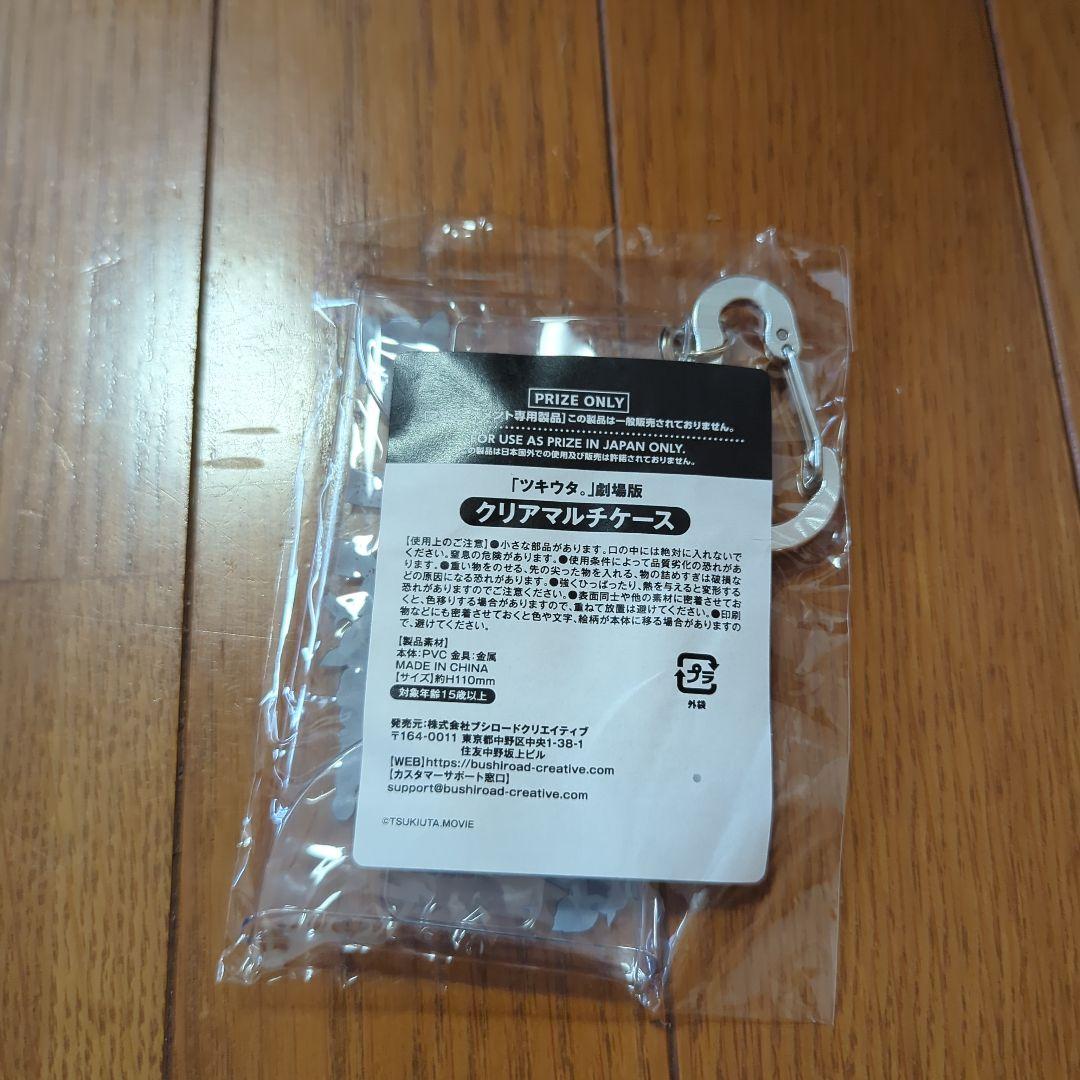 PRIZE ONLY
メント専用製品]この製品は一般販売されておりません。
FOR USE AS PRIZE IN JAPAN ONLY.
の製品は日本国外での使用及び販売は許諾されておりません。
「ツキウタ。」劇場版
クリアマルチケース
【使用上のご注意】●小さな部品があります。口の中には絶対に入れないで
ください。窒息の危険があります。●使用条件によって品質劣化の恐れがあり
ます。●重い物をのせる、先の尖った物を入れる、物の詰めすぎは破損な
どの原因になる恐れがあります。●強くひっぱったり、熱を与えると変形する
恐れがありますのでご注意ください。●表面同士や他の素材に密着させてお
くと、色移りする場合がありますので、重ねて放置は避けてください。●印刷
物などにも密着させておくと色や文字、絵柄が本体に移る場合がありますの
で、避けてください。
【製品素材】
本体:PVC 金具:金属
MADE IN CHINA
【サイズ】約H110mm
対象年齢15歳以上
プラ
外袋
発売元:株式会社ブシロードクリエイティブ
〒164-0011 東京都中野区中央1-38-1
住友中野坂上ビル
【WEB】https://bushiroad-creative.com
【カスタマーサポート窓口】
support@bushiroad-creative.com
©TSUKIUTA.MOVIE